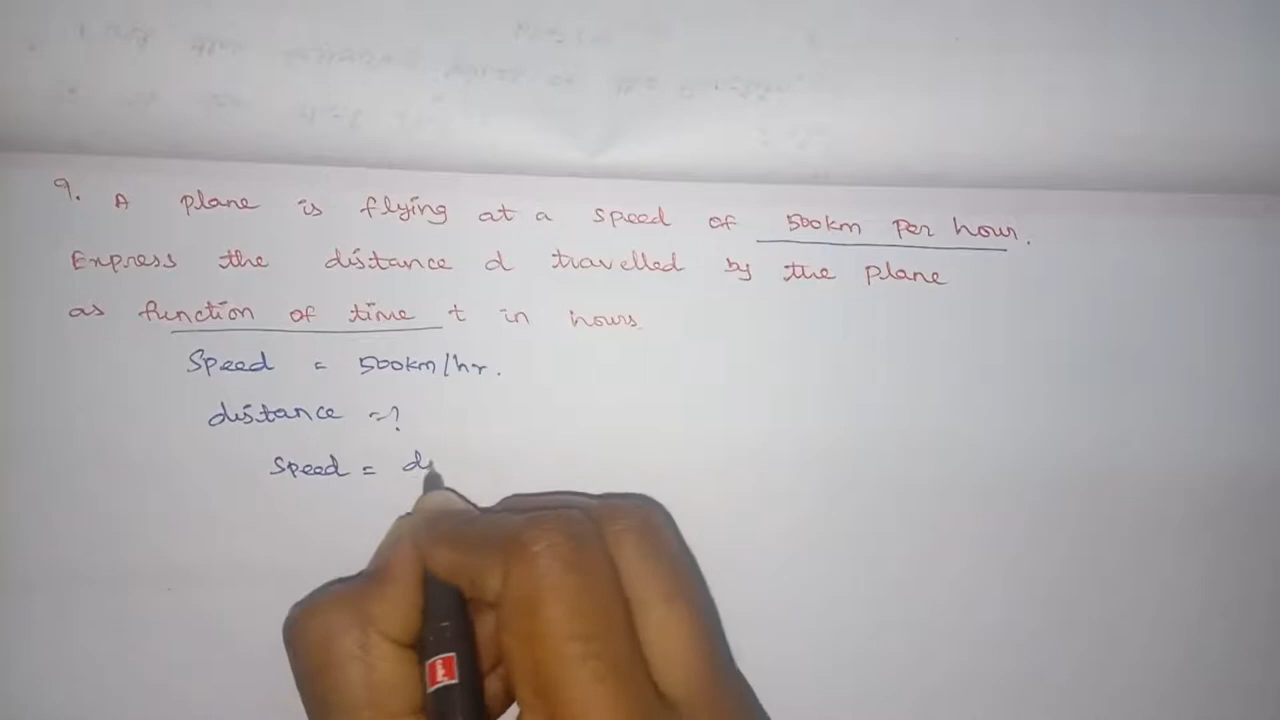 9. A plane is flying at a speed of 500km per hour.
Express the distance d travelled by the plane
as function of time t in hours
Speed = 500km/hr.
distance = ?
Speed = d